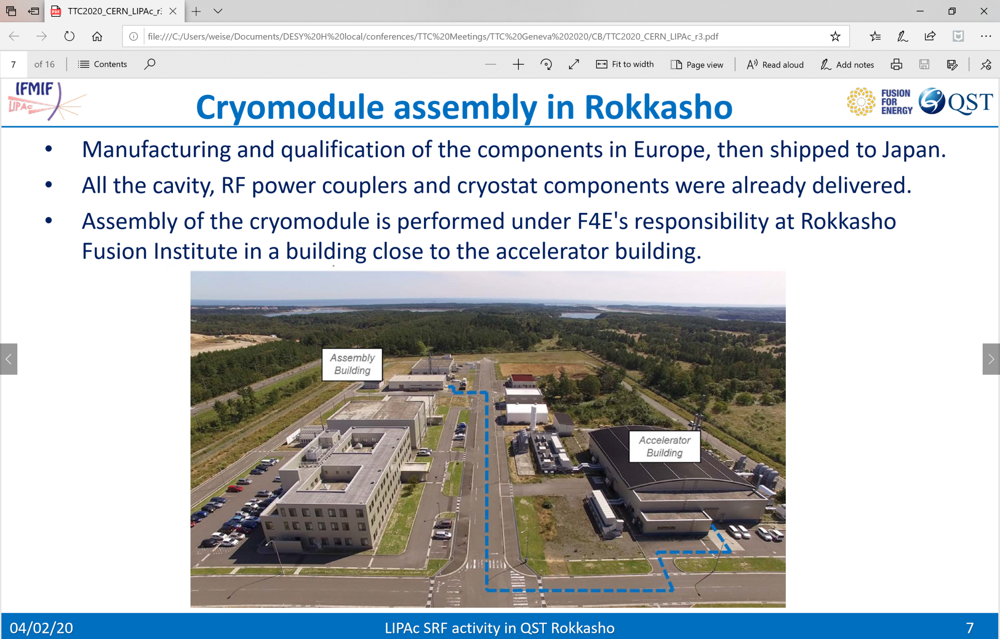 TTC2020_CERN_LIPAc_r3
file:///C:/Users/weise/Documents/DESY%20H%20local/conferences/TTC%20Meetings/TTC%20Geneva%202020/CB/TTC2020_CERN_LIPAc_r3.pdf
7 of 16 Contents Fit to width Page view Read aloud Add notes
IFMIF
LIPAc
Cryomodule assembly in Rokkasho
FUSION
FOR
ENERGY
QST
• Manufacturing and qualification of the components in Europe, then shipped to Japan.
• All the cavity, RF power couplers and cryostat components were already delivered.
• Assembly of the cryomodule is performed under F4E's responsibility at Rokkasho
Fusion Institute in a building close to the accelerator building.
Assembly
Building
Accelerator
Building
04/02/20 LIPAc SRF activity in QST Rokkasho 7